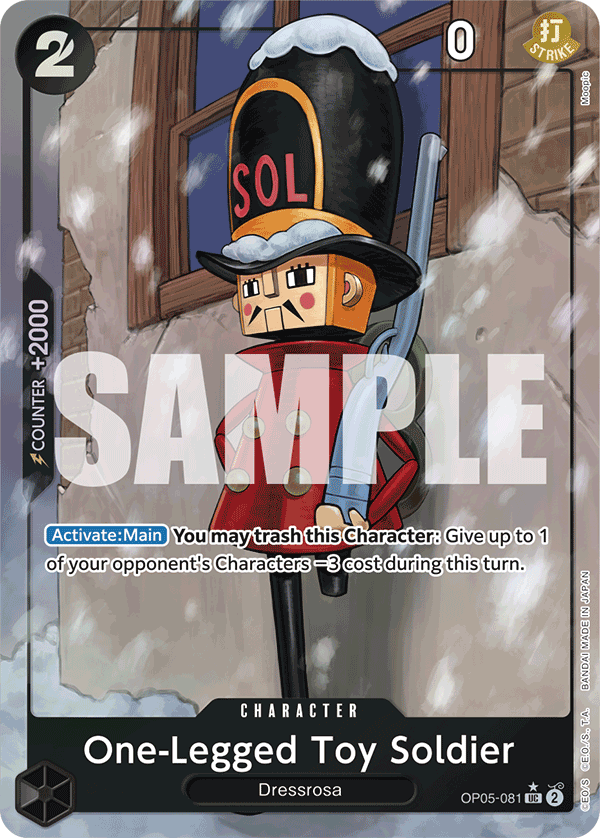 2
0
打
STRIKE
Moopic
SOL
COUNTER +2000
SAMPLE
Activate:Main You may trash this Character: Give up to 1
of your opponent's Characters −3 cost during this turn.
CHARACTER
One-Legged Toy Soldier
Dressrosa
OP05-081 UC 2
©E.O/S ©E.O./S., T.A. BANDAI MADE IN JAPAN